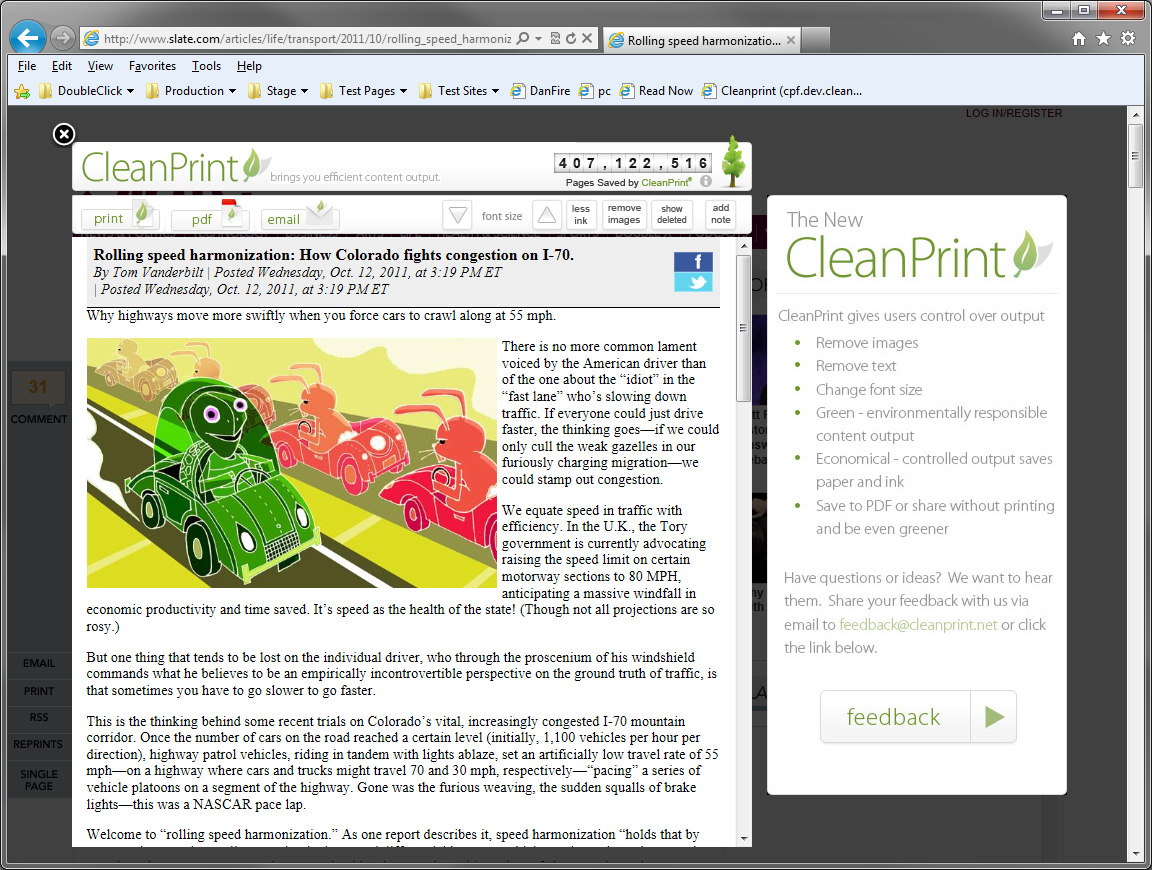 http://www.slate.com/articles/life/transport/2011/10/rolling_speed_harmoniz
Rolling speed harmonizatio...
File Edit View Favorites Tools Help
DoubleClick Production Stage Test Pages Test Sites DanFire pc Read Now Cleanprint (cpf.dev.clean...
LOG IN/REGISTER
CleanPrint brings you efficient content output.
407,122,516
Pages Saved by CleanPrint
print pdf email font size less ink remove images show deleted add note
Rolling speed harmonization: How Colorado fights congestion on I-70.
By Tom Vanderbilt | Posted Wednesday, Oct. 12, 2011, at 3:19 PM ET
| Posted Wednesday, Oct. 12, 2011, at 3:19 PM ET
Why highways move more swiftly when you force cars to crawl along at 55 mph.
There is no more common lament
voiced by the American driver than
of the one about the “idiot” in the
“fast lane” who’s slowing down
traffic. If everyone could just drive
faster, the thinking goes—if we could
only cull the weak gazelles in our
furiously charging migration—we
could stamp out congestion.
We equate speed in traffic with
efficiency. In the U.K., the Tory
government is currently advocating
raising the speed limit on certain
motorway sections to 80 MPH,
anticipating a massive windfall in
economic productivity and time saved. It’s speed as the health of the state! (Though not all projections are so
rosy.)
But one thing that tends to be lost on the individual driver, who through the proscenium of his windshield
commands what he believes to be an empirically incontrovertible perspective on the ground truth of traffic, is
that sometimes you have to go slower to go faster.
This is the thinking behind some recent trials on Colorado’s vital, increasingly congested I-70 mountain
corridor. Once the number of cars on the road reached a certain level (initially, 1,100 vehicles per hour per
direction), highway patrol vehicles, riding in tandem with lights ablaze, set an artificially low travel rate of 55
mph—on a highway where cars and trucks might travel 70 and 30 mph, respectively—“pacing” a series of
vehicle platoons on a segment of the highway. Gone was the furious weaving, the sudden squalls of brake
lights—this was a NASCAR pace lap.
Welcome to “rolling speed harmonization.” As one report describes it, speed harmonization “holds that by
31
COMMENT
EMAIL
PRINT
RSS
REPRINTS
SINGLE
PAGE
The New
CleanPrint
CleanPrint gives users control over output
• Remove images
• Remove text
• Change font size
• Green - environmentally responsible
content output
• Economical - controlled output saves
paper and ink
• Save to PDF or share without printing
and be even greener
Have questions or ideas? We want to hear
them. Share your feedback with us via
email to feedback@cleanprint.net or click
the link below.
feedback